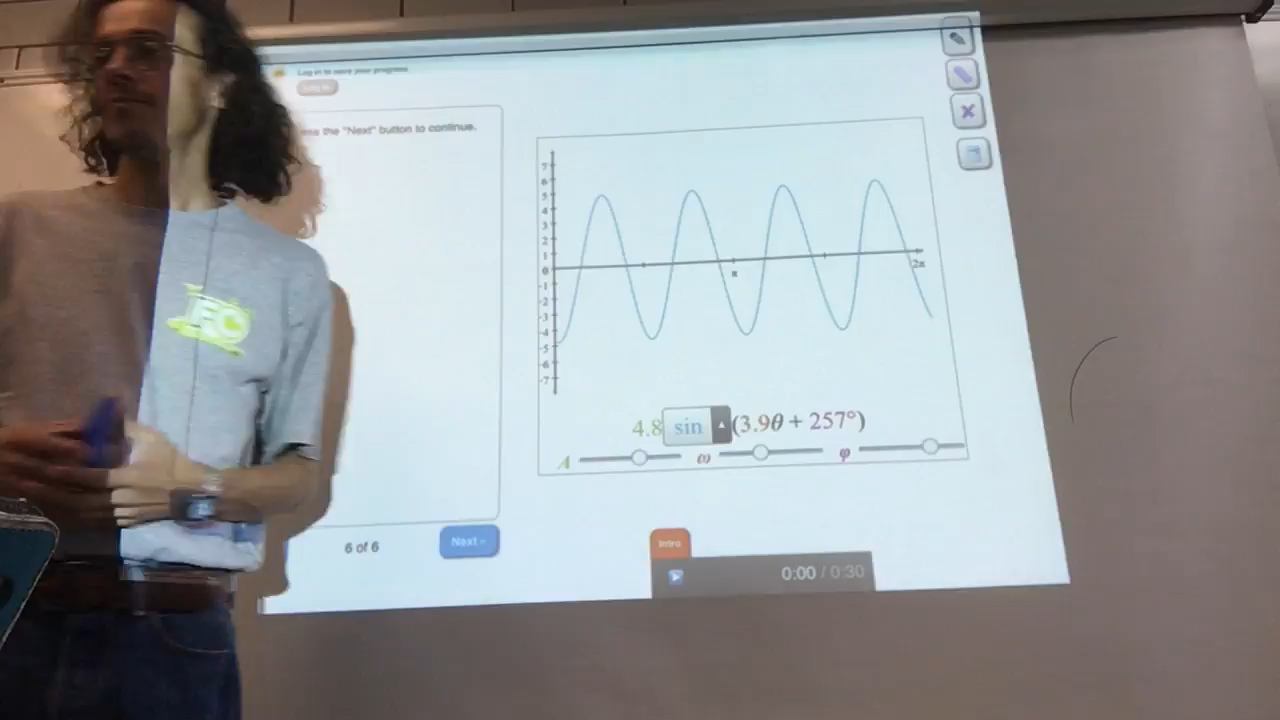 Log in to save your progress
Log in
the "Next" button to continue.
7
6
5
4
3
2
1
0
-1
-2
-3
-4
-5
-6
-7
π
2π
4.8 sin (3.9θ + 257°)
A ω φ
6 of 6
Next
Intro
0:00 / 0:30